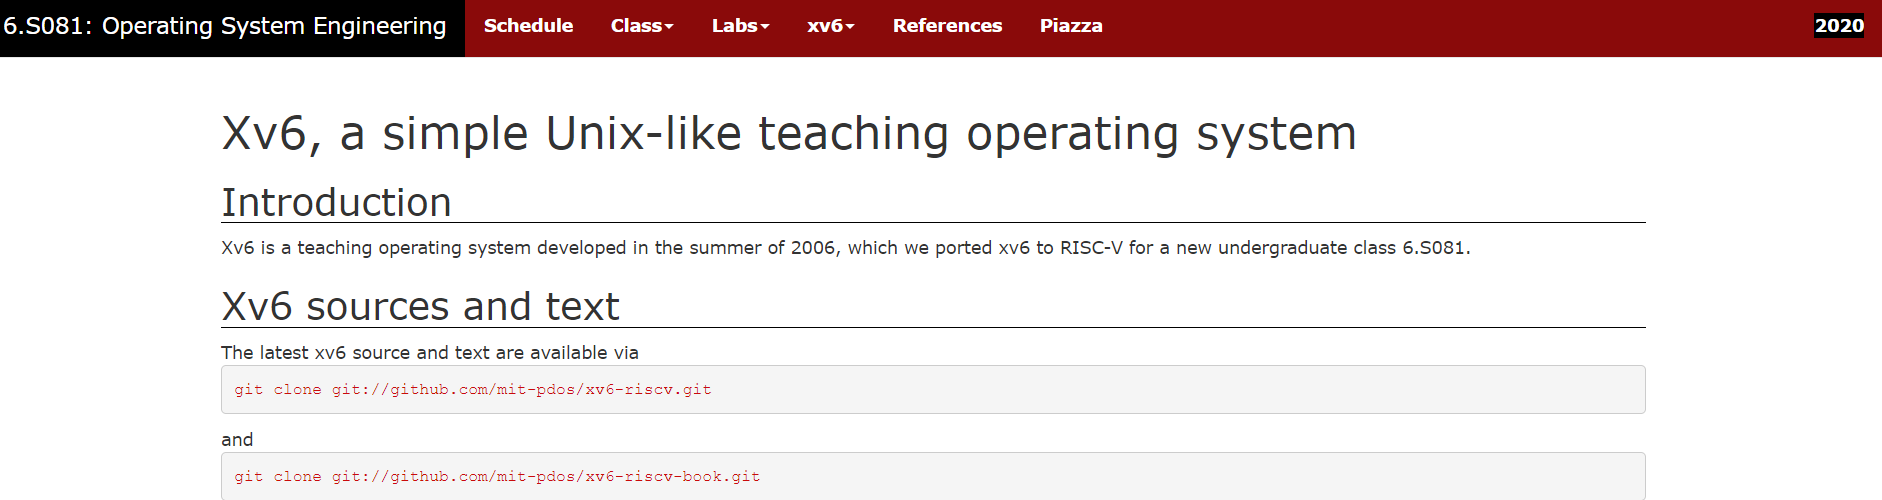 6.S081: Operating System Engineering Schedule Class Labs xv6 References Piazza 2020
Xv6, a simple Unix-like teaching operating system
Introduction
Xv6 is a teaching operating system developed in the summer of 2006, which we ported xv6 to RISC-V for a new undergraduate class 6.S081.
Xv6 sources and text
The latest xv6 source and text are available via
git clone git://github.com/mit-pdos/xv6-riscv.git
and
git clone git://github.com/mit-pdos/xv6-riscv-book.git